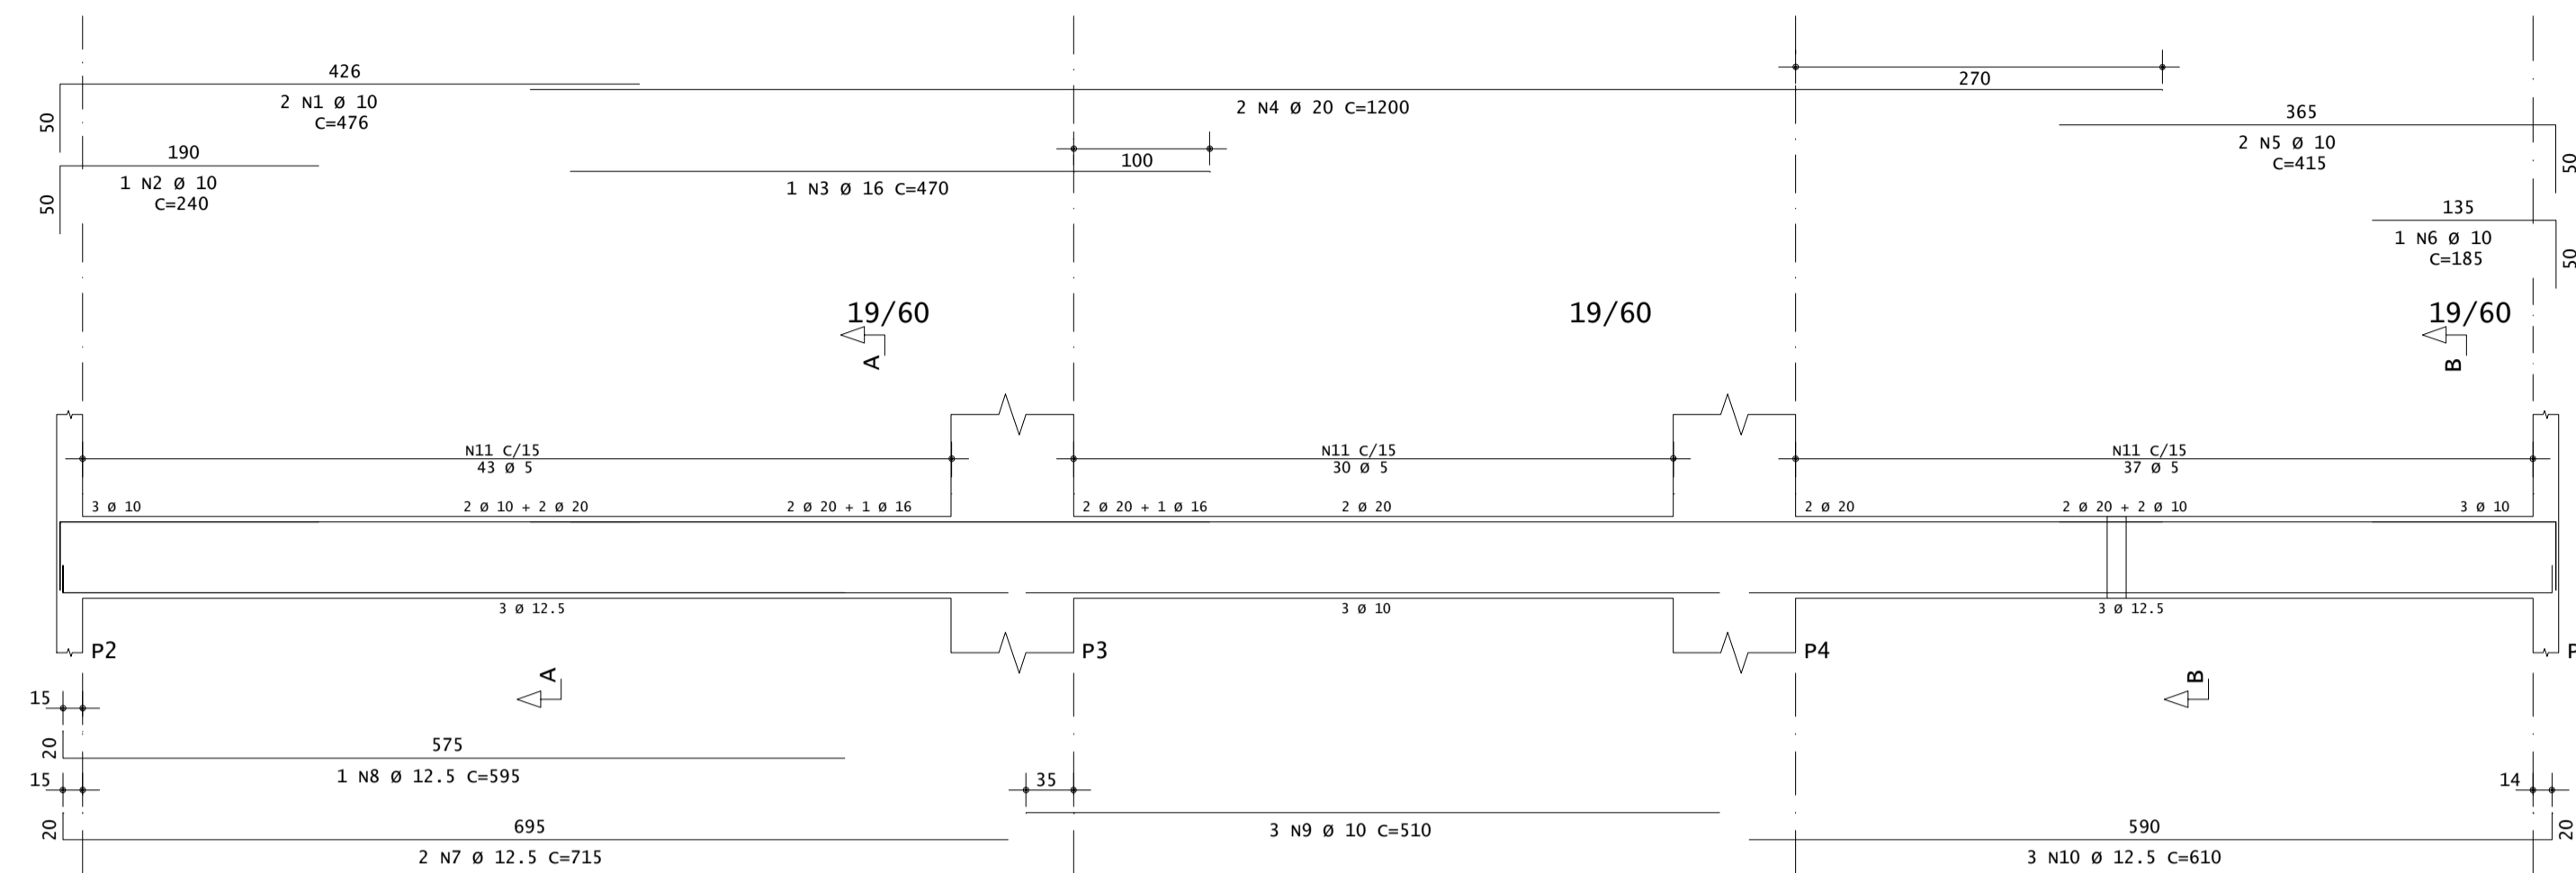 426
2 N1 Ø 10
C=476
50
190
1 N2 Ø 10
C=240
50
2 N4 Ø 20 C=1200
270
100
1 N3 Ø 16 C=470
365
2 N5 Ø 10
C=415
50
135
1 N6 Ø 10
C=185
50
19/60
A
19/60
19/60
B
N11 C/15
43 Ø 5
N11 C/15
30 Ø 5
N11 C/15
37 Ø 5
3 Ø 10
2 Ø 10 + 2 Ø 20
2 Ø 20 + 1 Ø 16
2 Ø 20 + 1 Ø 16
2 Ø 20
2 Ø 20
2 Ø 20 + 2 Ø 10
3 Ø 10
3 Ø 12.5
3 Ø 10
3 Ø 12.5
P2
P3
P4
P
A
B
15
575
20
1 N8 Ø 12.5 C=595
15
35
14
695
20
2 N7 Ø 12.5 C=715
3 N9 Ø 10 C=510
590
20
3 N10 Ø 12.5 C=610